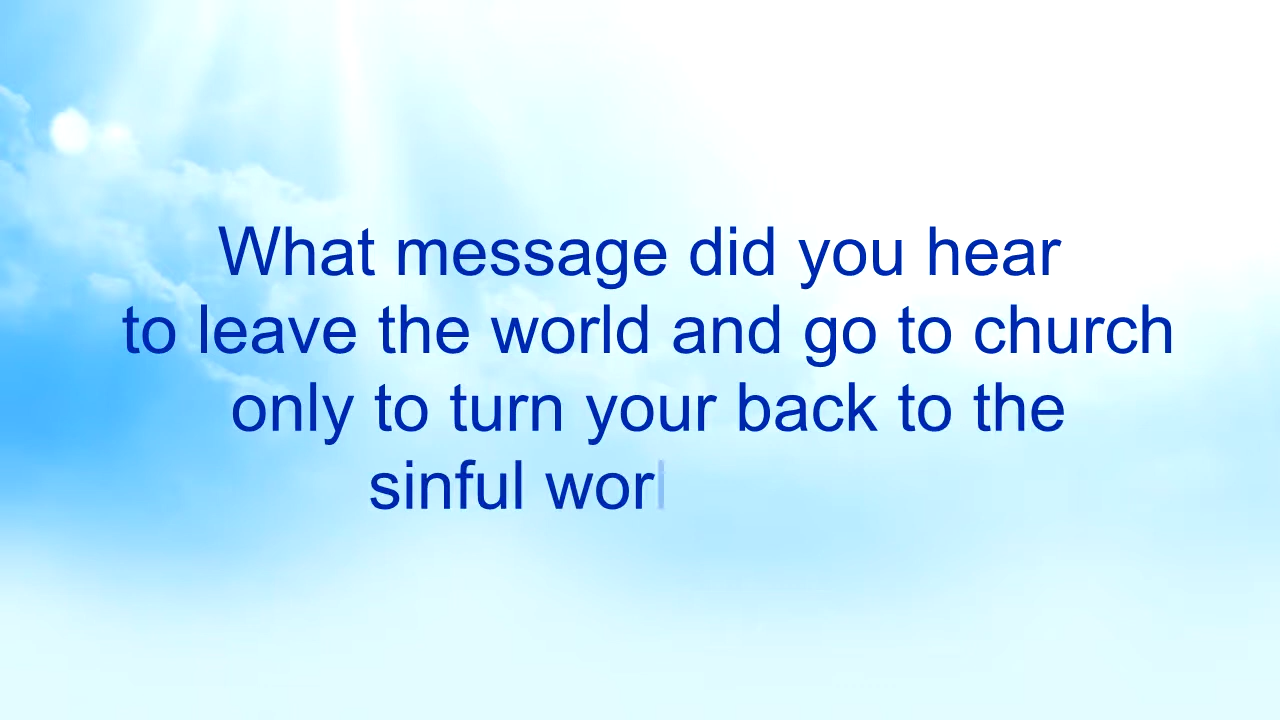 What message did you hear
to leave the world and go to church
only to turn your back to the
sinful worl